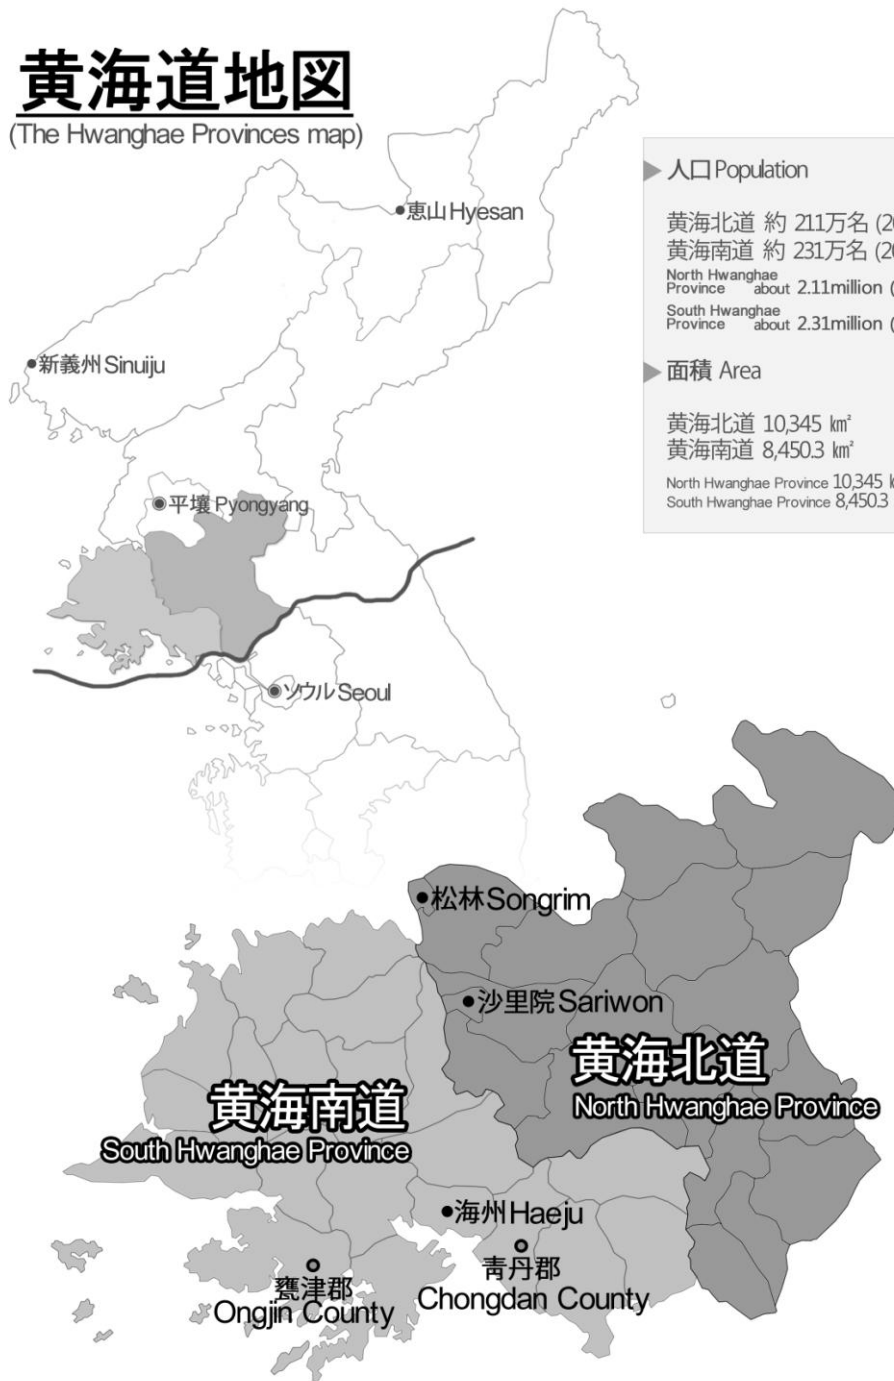 黄海道地図
(The Hwanghae Provinces map)
人口 Population
黄海北道 約 211万名
黄海南道 約 231万名
North Hwanghae
Province about 2.11million
South Hwanghae
Province about 2.31million
面積 Area
黄海北道 10,345 ㎢
黄海南道 8,450.3 ㎢
North Hwanghae Province 10,345
South Hwanghae Province 8,450.3
恵山 Hyesan
新義州 Sinuiju
平壌 Pyongyang
ソウル Seoul
松林 Songrim
沙里院 Sariwon
黄海北道
North Hwanghae Province
黄海南道
South Hwanghae Province
海州 Haeju
甕津郡
Ongjin County
靑丹郡
Chongdan County